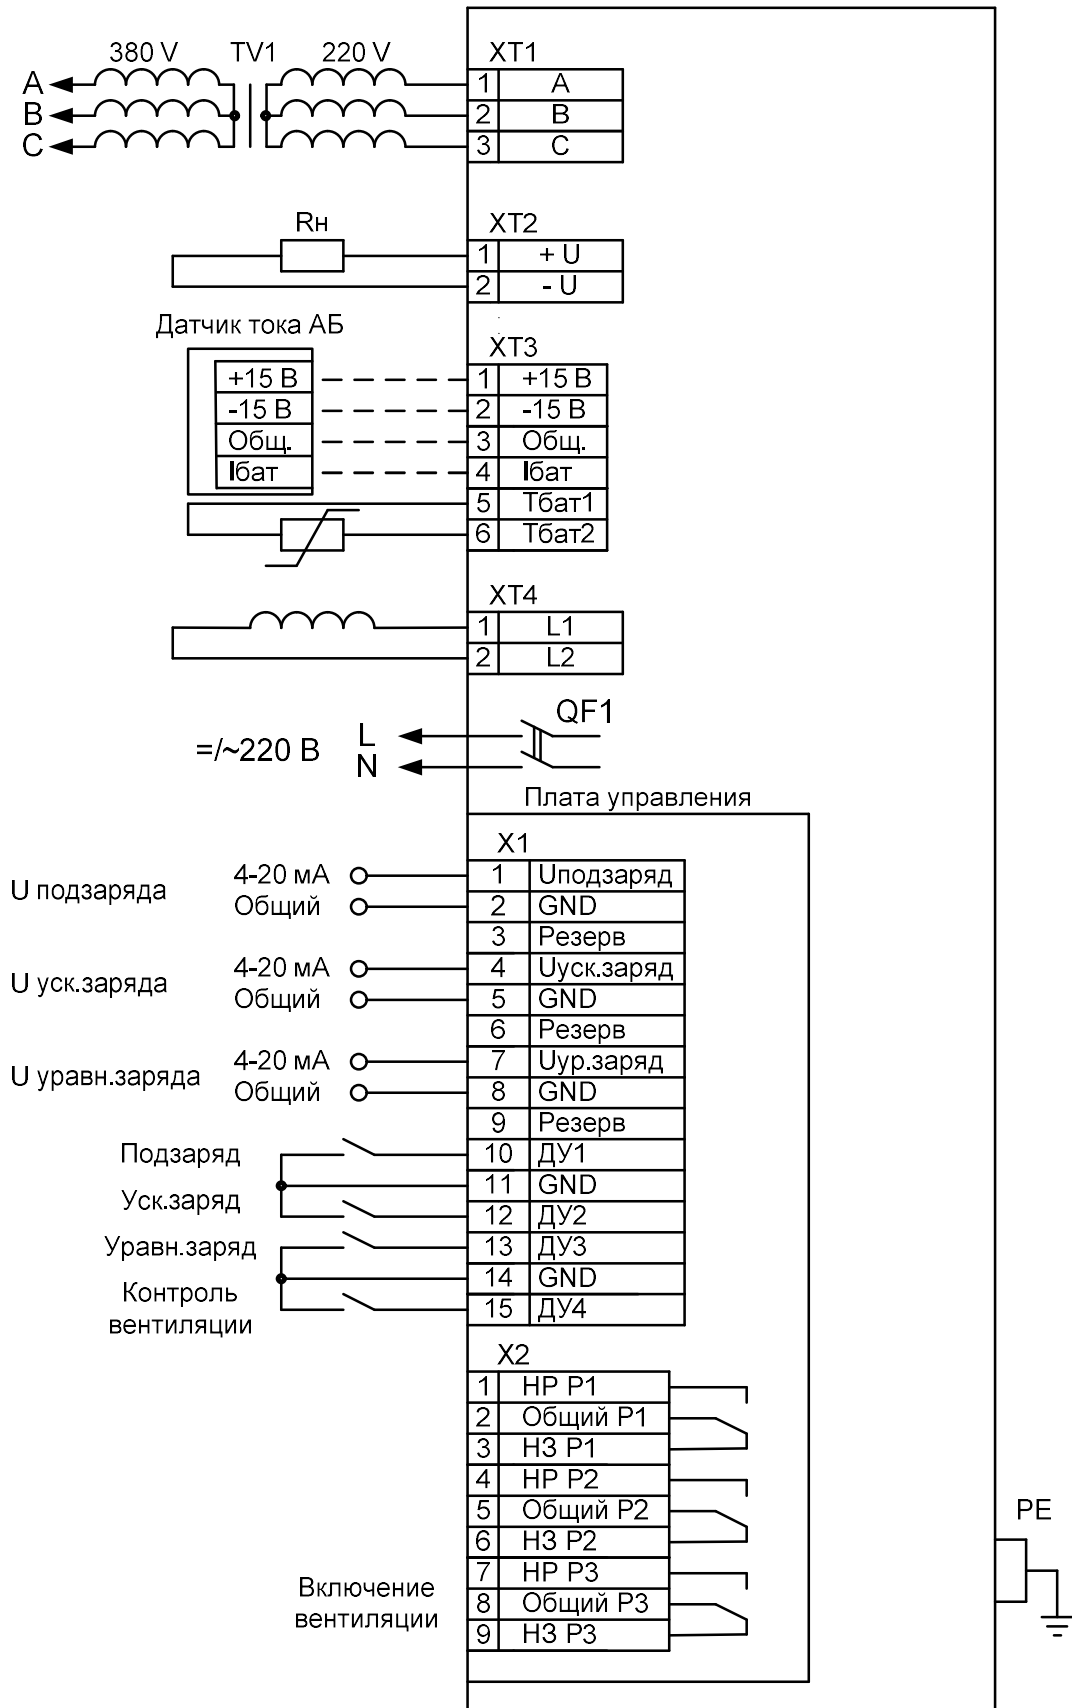 380 V TV1 220 V XT1
A 1 A
B 2 B
C 3 C
Rн XT2
1 + U
2 - U
Датчик тока АБ
XT3
+15 В 1 +15 В
-15 В 2 -15 В
Общ. 3 Общ.
Iбат 4 Iбат
5 Тбат1
6 Тбат2
XT4
1 L1
2 L2
QF1
=/~220 В L
N
Плата управления
X1
U подзаряда 4-20 мА 1 Uподзаряд
Общий 2 GND
3 Резерв
U уск.заряда 4-20 мА 4 Uуск.заряд
Общий 5 GND
6 Резерв
U уравн.заряда 4-20 мА 7 Uур.заряд
Общий 8 GND
9 Резерв
Подзаряд 10 ДУ1
11 GND
Уск.заряд 12 ДУ2
Уравн.заряд 13 ДУ3
14 GND
Контроль 15 ДУ4
вентиляции
X2
1 НР Р1
2 Общий Р1
3 НЗ Р1
4 НР Р2
5 Общий Р2
6 НЗ Р2
PE
7 НР Р3
Включение 8 Общий Р3
вентиляции 9 НЗ Р3